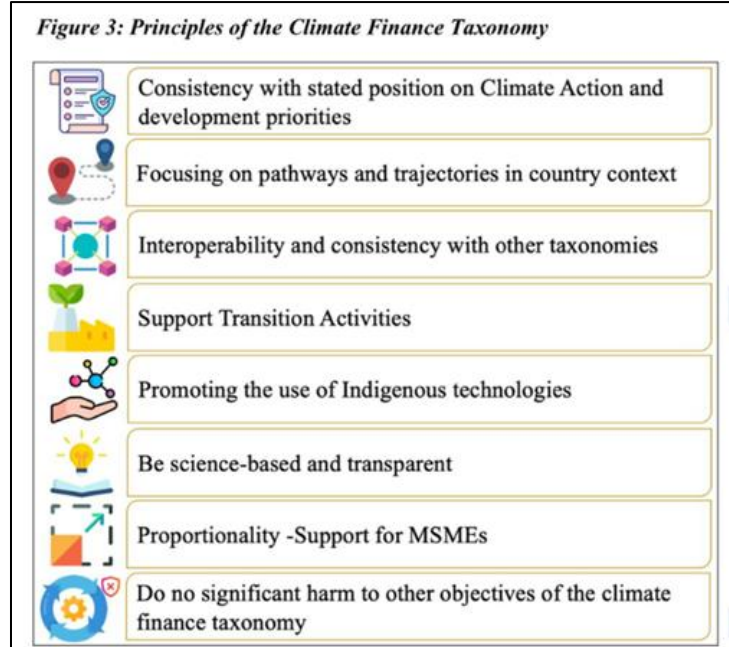 Figure 3: Principles of the Climate Finance Taxonomy
Consistency with stated position on Climate Action and
development priorities
Focusing on pathways and trajectories in country context
Interoperability and consistency with other taxonomies
Support Transition Activities
Promoting the use of Indigenous technologies
Be science-based and transparent
Proportionality -Support for MSMEs
Do no significant harm to other objectives of the climate
finance taxonomy